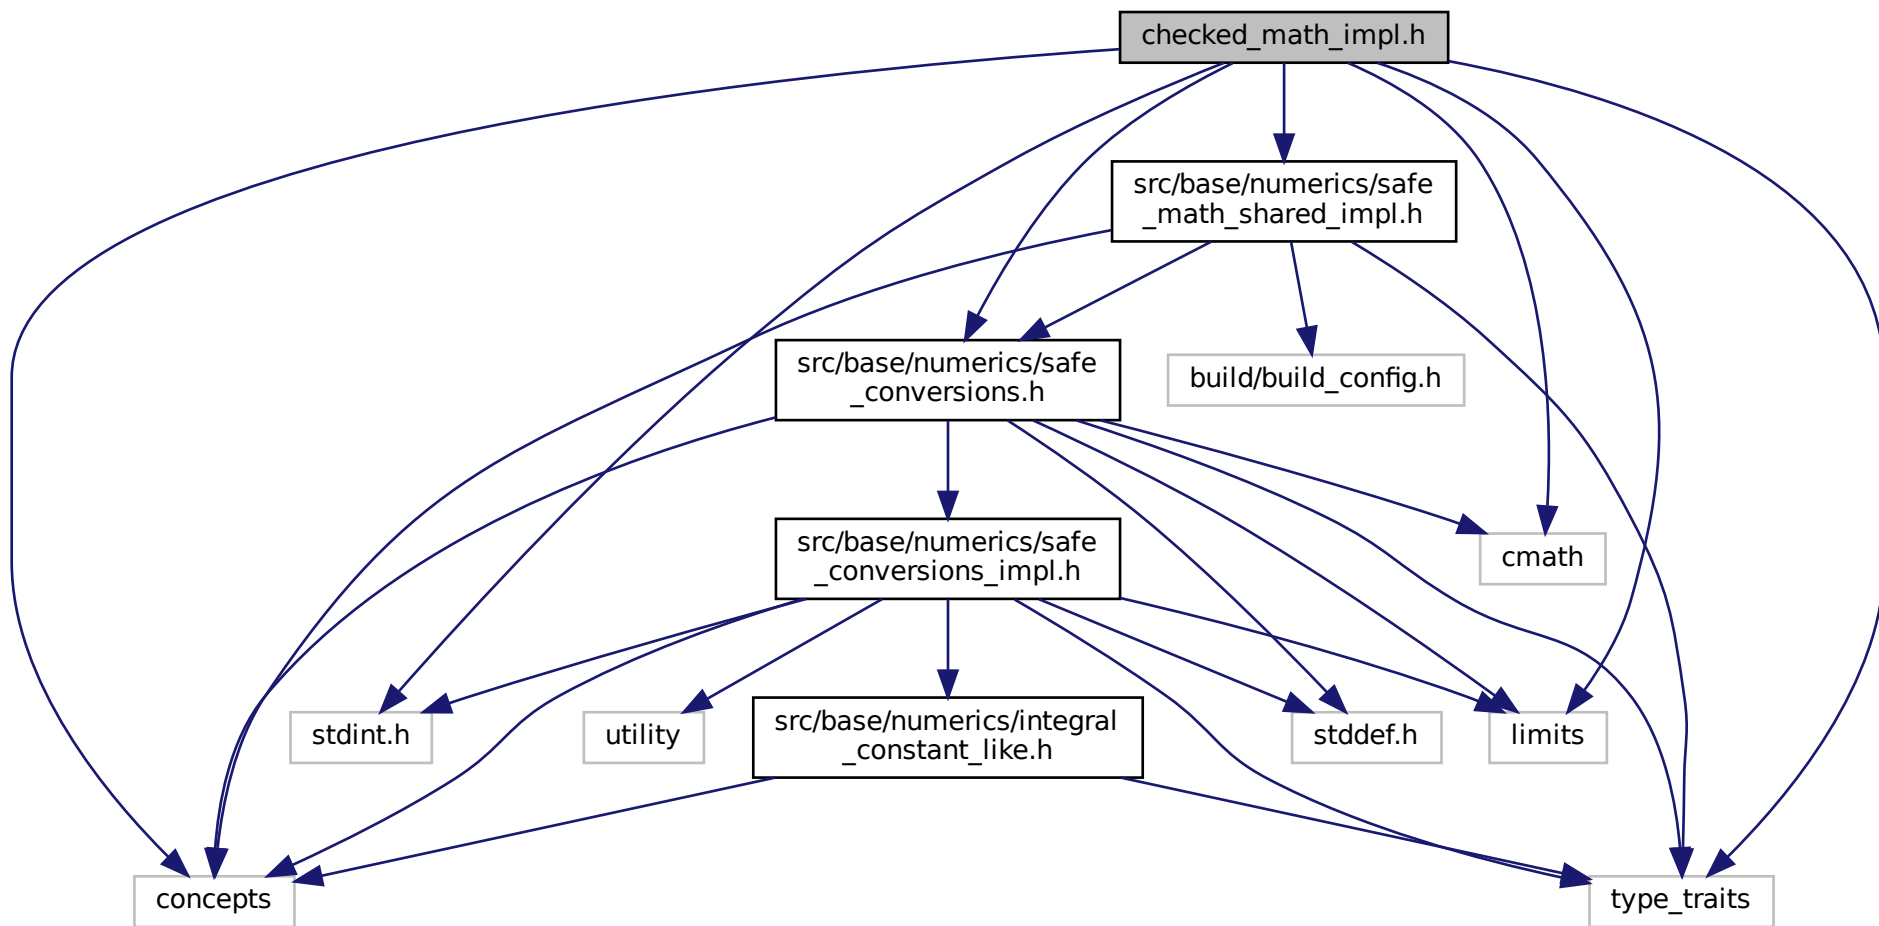 checked_math_impl.h
src/base/numerics/safe
_math_shared_impl.h
src/base/numerics/safe
_conversions.h
build/build_config.h
src/base/numerics/safe
_conversions_impl.h
cmath
stdint.h
utility
src/base/numerics/integral
_constant_like.h
stddef.h
limits
concepts
type_traits